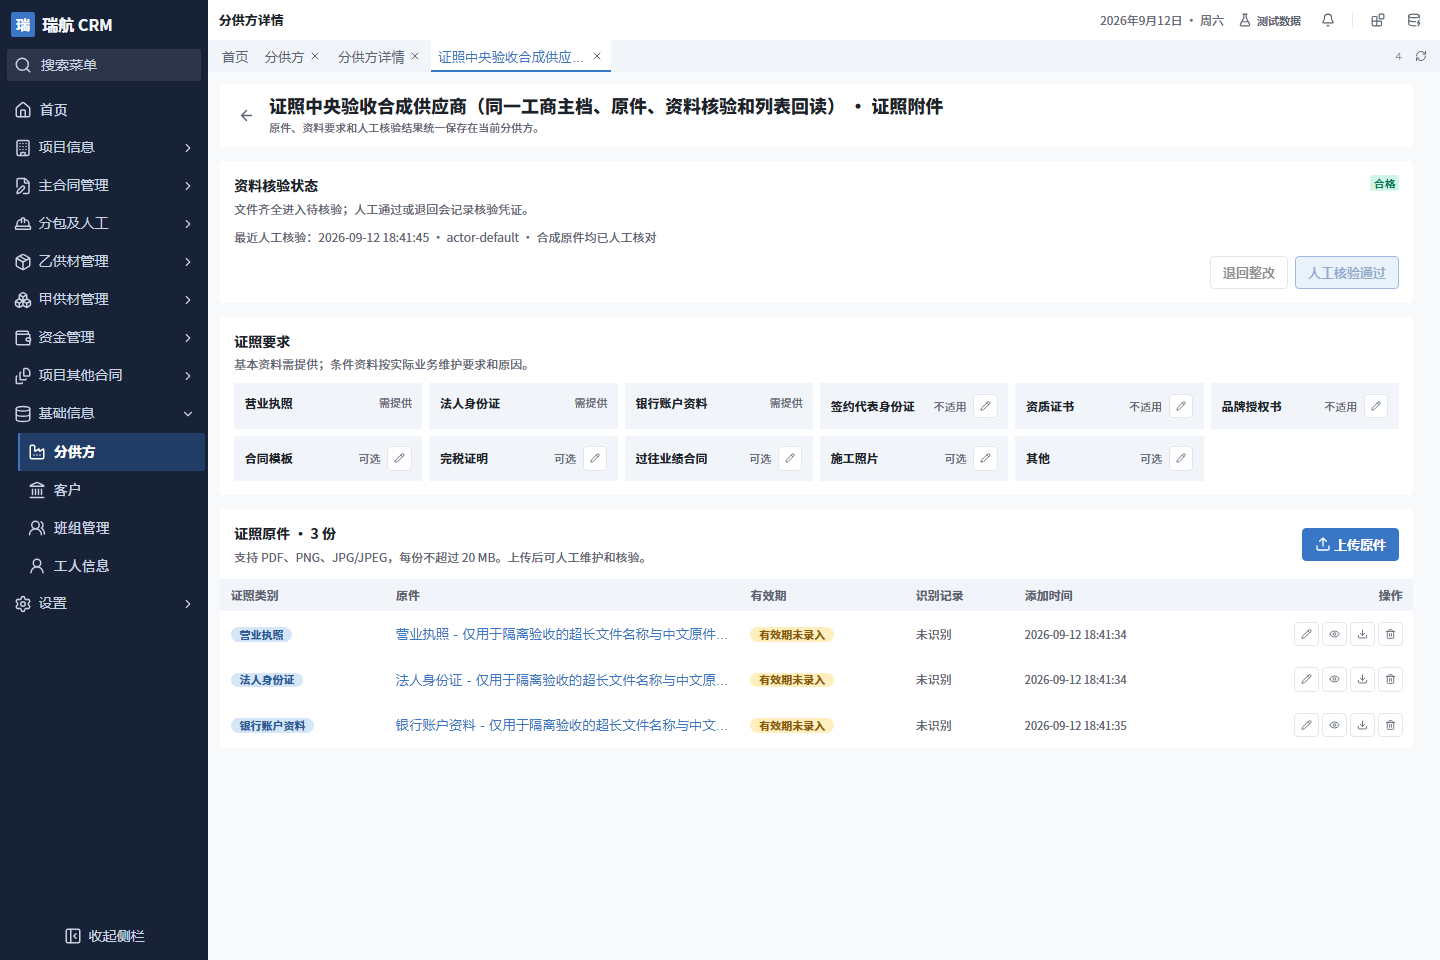 瑞 瑞航 CRM
搜索菜单
首页
项目信息
主合同管理
分包及人工
乙供材管理
甲供材管理
资金管理
项目其他合同
基础信息
分供方
客户
班组管理
工人信息
设置
收起侧栏
分供方详情
2026年9月12日 • 周六 测试数据
首页 分供方 分供方详情 证照中央验收合成供应... 4
证照中央验收合成供应商（同一工商主档、原件、资料核验和列表回读） • 证照附件
原件、资料要求和人工核验结果统一保存在当前分供方。
资料核验状态 合格
文件齐全进入待核验；人工通过或退回会记录核验凭证。
最近人工核验：2026-09-12 18:41:45 • actor-default • 合成原件均已人工核对
退回整改 人工核验通过
证照要求
基本资料需提供；条件资料按实际业务维护要求和原因。
营业执照 需提供 法人身份证 需提供 银行账户资料 需提供 签约代表身份证 不适用 资质证书 不适用 品牌授权书 不适用
合同模板 可选 完税证明 可选 过往业绩合同 可选 施工照片 可选 其他 可选
证照原件 • 3 份
支持 PDF、PNG、JPG/JPEG，每份不超过 20 MB。上传后可人工维护和核验。
上传原件
证照类别 原件 有效期 识别记录 添加时间 操作
营业执照 营业执照 - 仅用于隔离验收的超长文件名称与中文原件... 有效期未录入 未识别 2026-09-12 18:41:34
法人身份证 法人身份证 - 仅用于隔离验收的超长文件名称与中文原... 有效期未录入 未识别 2026-09-12 18:41:34
银行账户资料 银行账户资料 - 仅用于隔离验收的超长文件名称与中文... 有效期未录入 未识别 2026-09-12 18:41:35